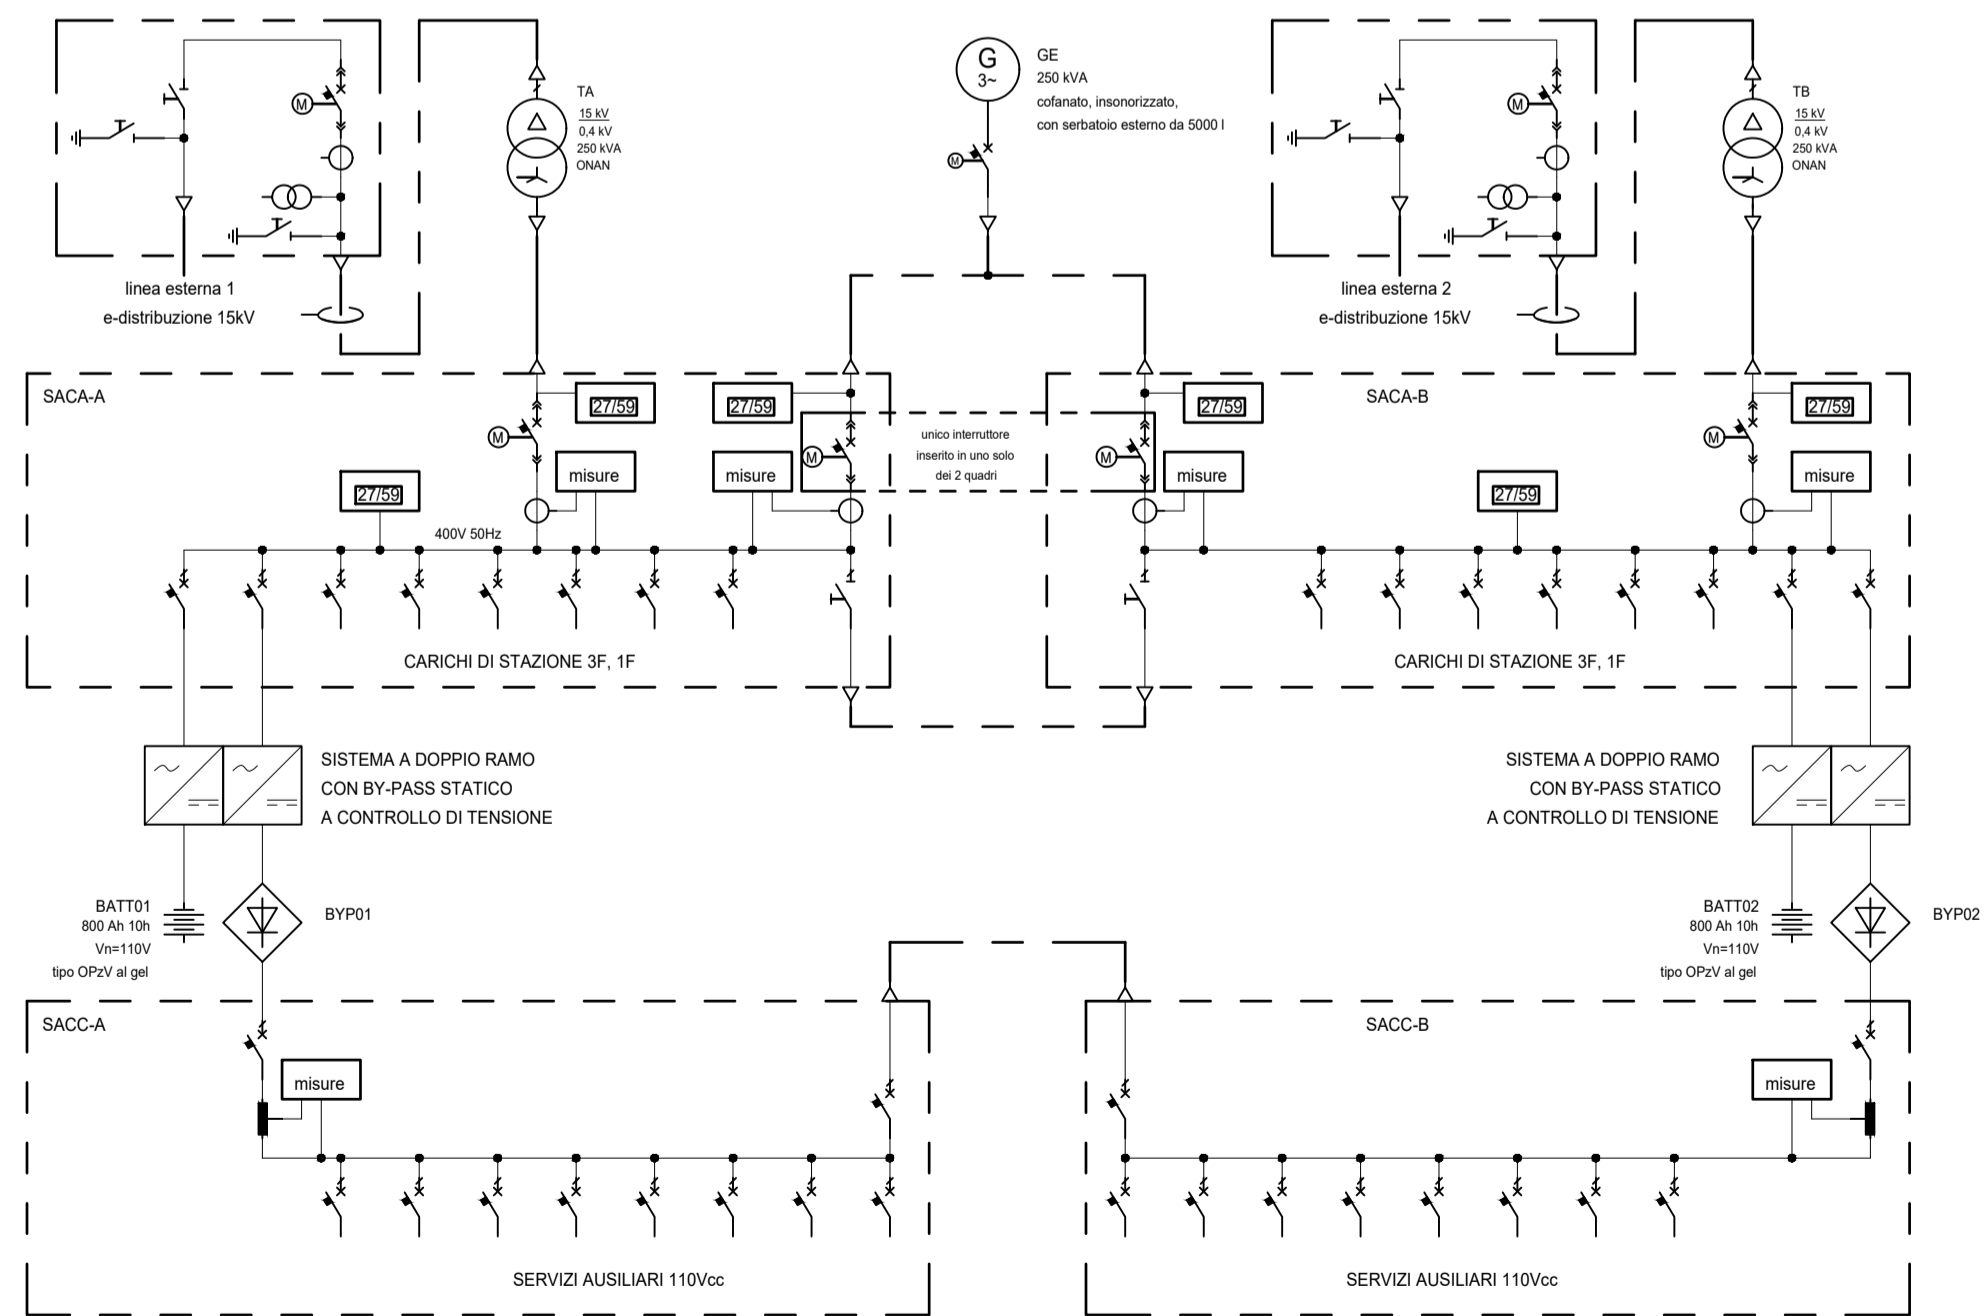 G
3~
GE
250 kVA
cofanato, insonorizzato,
con serbatoio esterno da 5000 l
M
M
TA
15 kV
0,4 kV
250 kVA
ONAN
M
TB
15 kV
0,4 kV
250 kVA
ONAN
linea esterna 1
e-distribuzione 15kV
linea esterna 2
e-distribuzione 15kV
SACA-A
27/59
27/59
M
M
misure
misure
27/59
400V 50Hz
CARICHI DI STAZIONE 3F, 1F
unico interruttore
inserito in uno solo
dei 2 quadri
SACA-B
27/59
27/59
M
M
misure
misure
27/59
CARICHI DI STAZIONE 3F, 1F
SISTEMA A DOPPIO RAMO
CON BY-PASS STATICO
A CONTROLLO DI TENSIONE
SISTEMA A DOPPIO RAMO
CON BY-PASS STATICO
A CONTROLLO DI TENSIONE
BATT01
800 Ah 10h
Vn=110V
tipo OPzV al gel
BYP01
BATT02
800 Ah 10h
Vn=110V
tipo OPzV al gel
BYP02
SACC-A
misure
SERVIZI AUSILIARI 110Vcc
SACC-B
misure
SERVIZI AUSILIARI 110Vcc